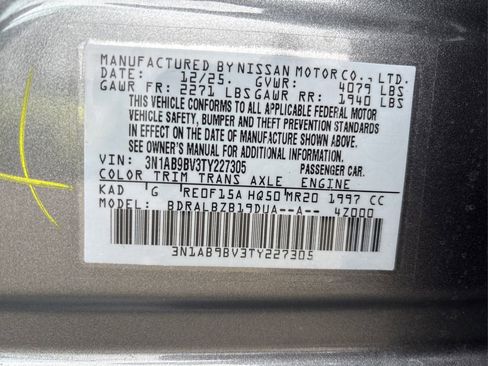 MANUFACTURED BY NISSAN MOTOR CO., LTD.
DATE: 12/25. GVWR: 4079 LBS
GAWR FR: 2271 LBS GAWR RR: 1940 LBS
THIS VEHICLE CONFORMS TO ALL APPLICABLE FEDERAL MOTOR
VEHICLE SAFETY, BUMPER AND THEFT PREVENTION STANDARDS
IN EFFECT ON THE DATE OF MANUFACTURE SHOWN ABOVE.
SEE OWNER'S MANUAL FOR ADDITIONAL INFORMATION.
VIN: 3N1AB9BV3TY227305 PASSENGER CAR.
COLOR TRIM TRANS AXLE ENGINE
KAD G RE0F15A HQ50 MR20 1997 CC
MODEL: BDRALBZB19DUA--A-- 4Z000
3N1AB9BV3TY227305